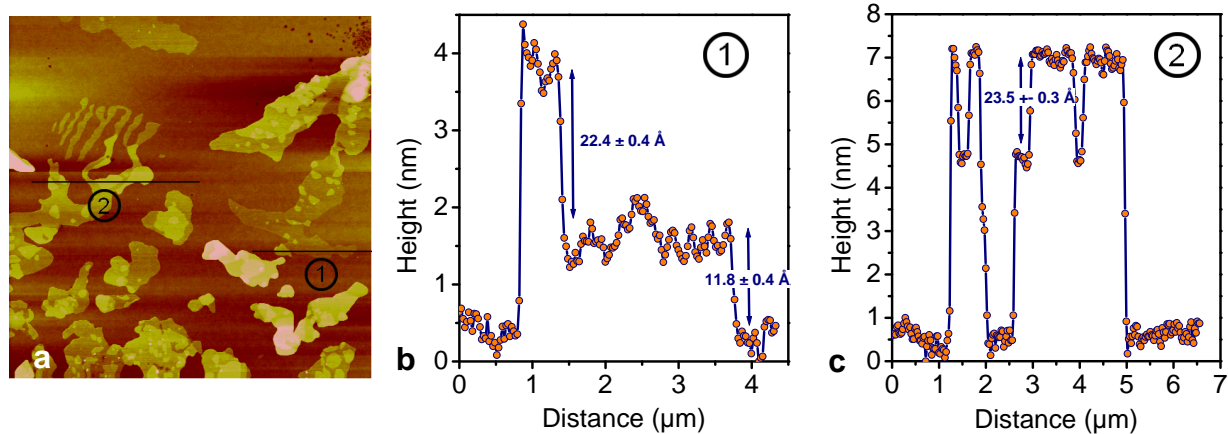 2
1
a
1
22.4 ± 0.4 Å
11.8 ± 0.4 Å
Height (nm)
4
3
2
1
0
0 1 2 3 4
Distance (µm)
b
2
23.5 +- 0.3 Å
Height (nm)
8
7
6
5
4
3
2
1
0
0 1 2 3 4 5 6 7
Distance (µm)
c